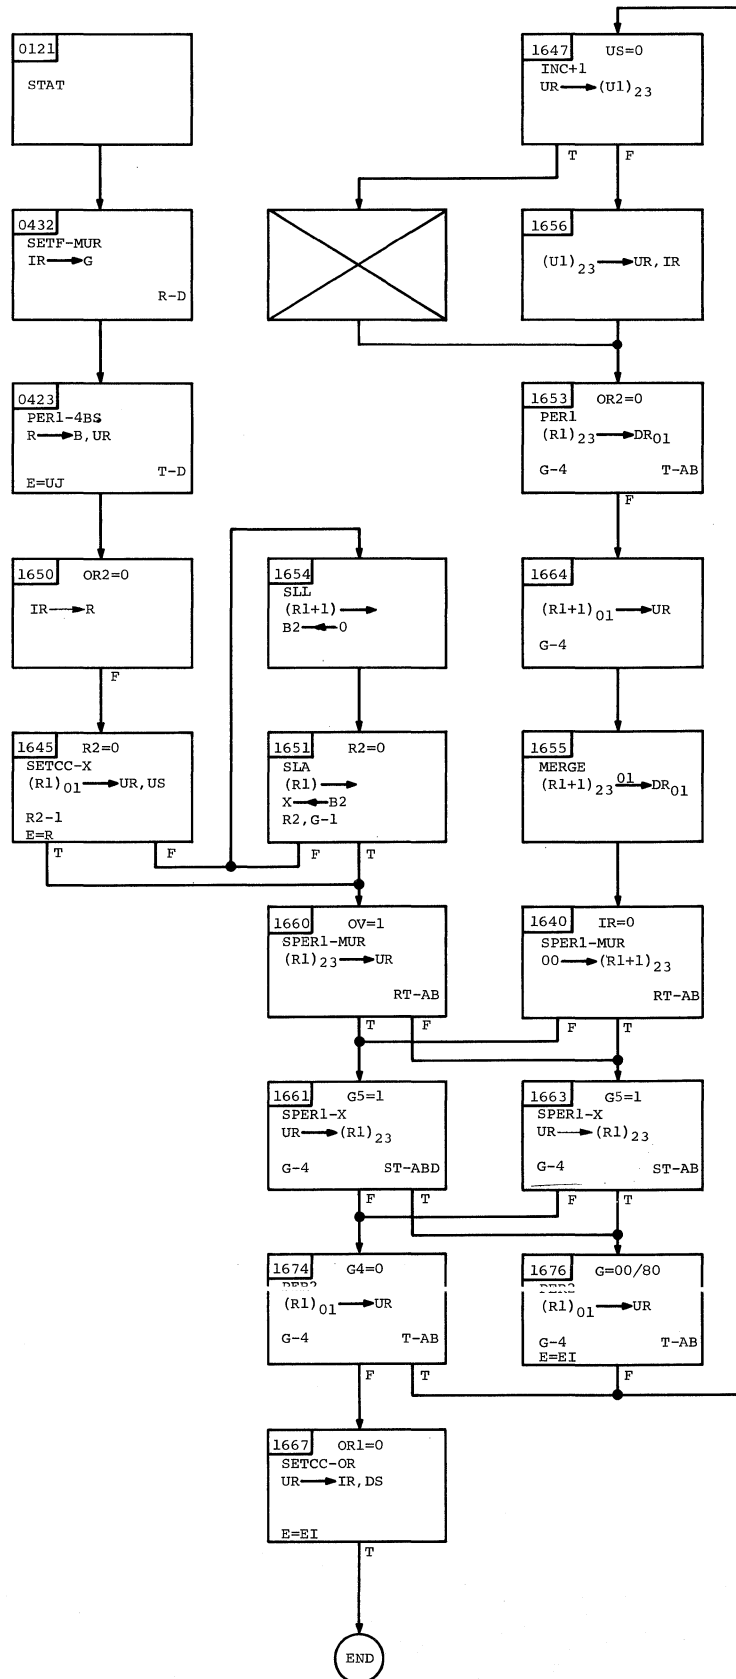 0121
STAT
0432
SETF-MUR
IR→G
R-D
0423
PER1-4BS
R→B,UR
T-D
E=UJ
1650 OR2=0
IR→R
F
1645 R2=0
SETCC-X
(R1)01→UR,US
R2-1
E=R
T F
1654
SLL
(R1+1)→
B2←0
1651 R2=0
SLA
(R1)→
X←B2
R2,G-1
F T
1660 OV=1
SPER1-MUR
(R1)23→UR
RT-AB
T F
1661 G5=1
SPER1-X
UR→(R1)23
G-4 ST-ABD
F T
1674 G4=0
PER2
(R1)01→UR
G-4 T-AB
F T
1667 OR1=0
SETCC-OR
UR→IR,DS
E=EI
T
END
1647 US=0
INC+1
UR→(U1)23
T F
1656
(U1)23→UR,IR
1653 OR2=0
PER1
(R1)23→DR01
G-4 T-AB
F
1664
(R1+1)01→UR
G-4
1655
MERGE
(R1+1)23 01→DR01
1640 IR=0
SPER1-MUR
00→(R1+1)23
RT-AB
F T
1663 G5=1
SPER1-X
UR→(R1)23
G-4 ST-AB
F T
1676 G=00/80
(R1)01→UR
G-4 T-AB
E=EI
F